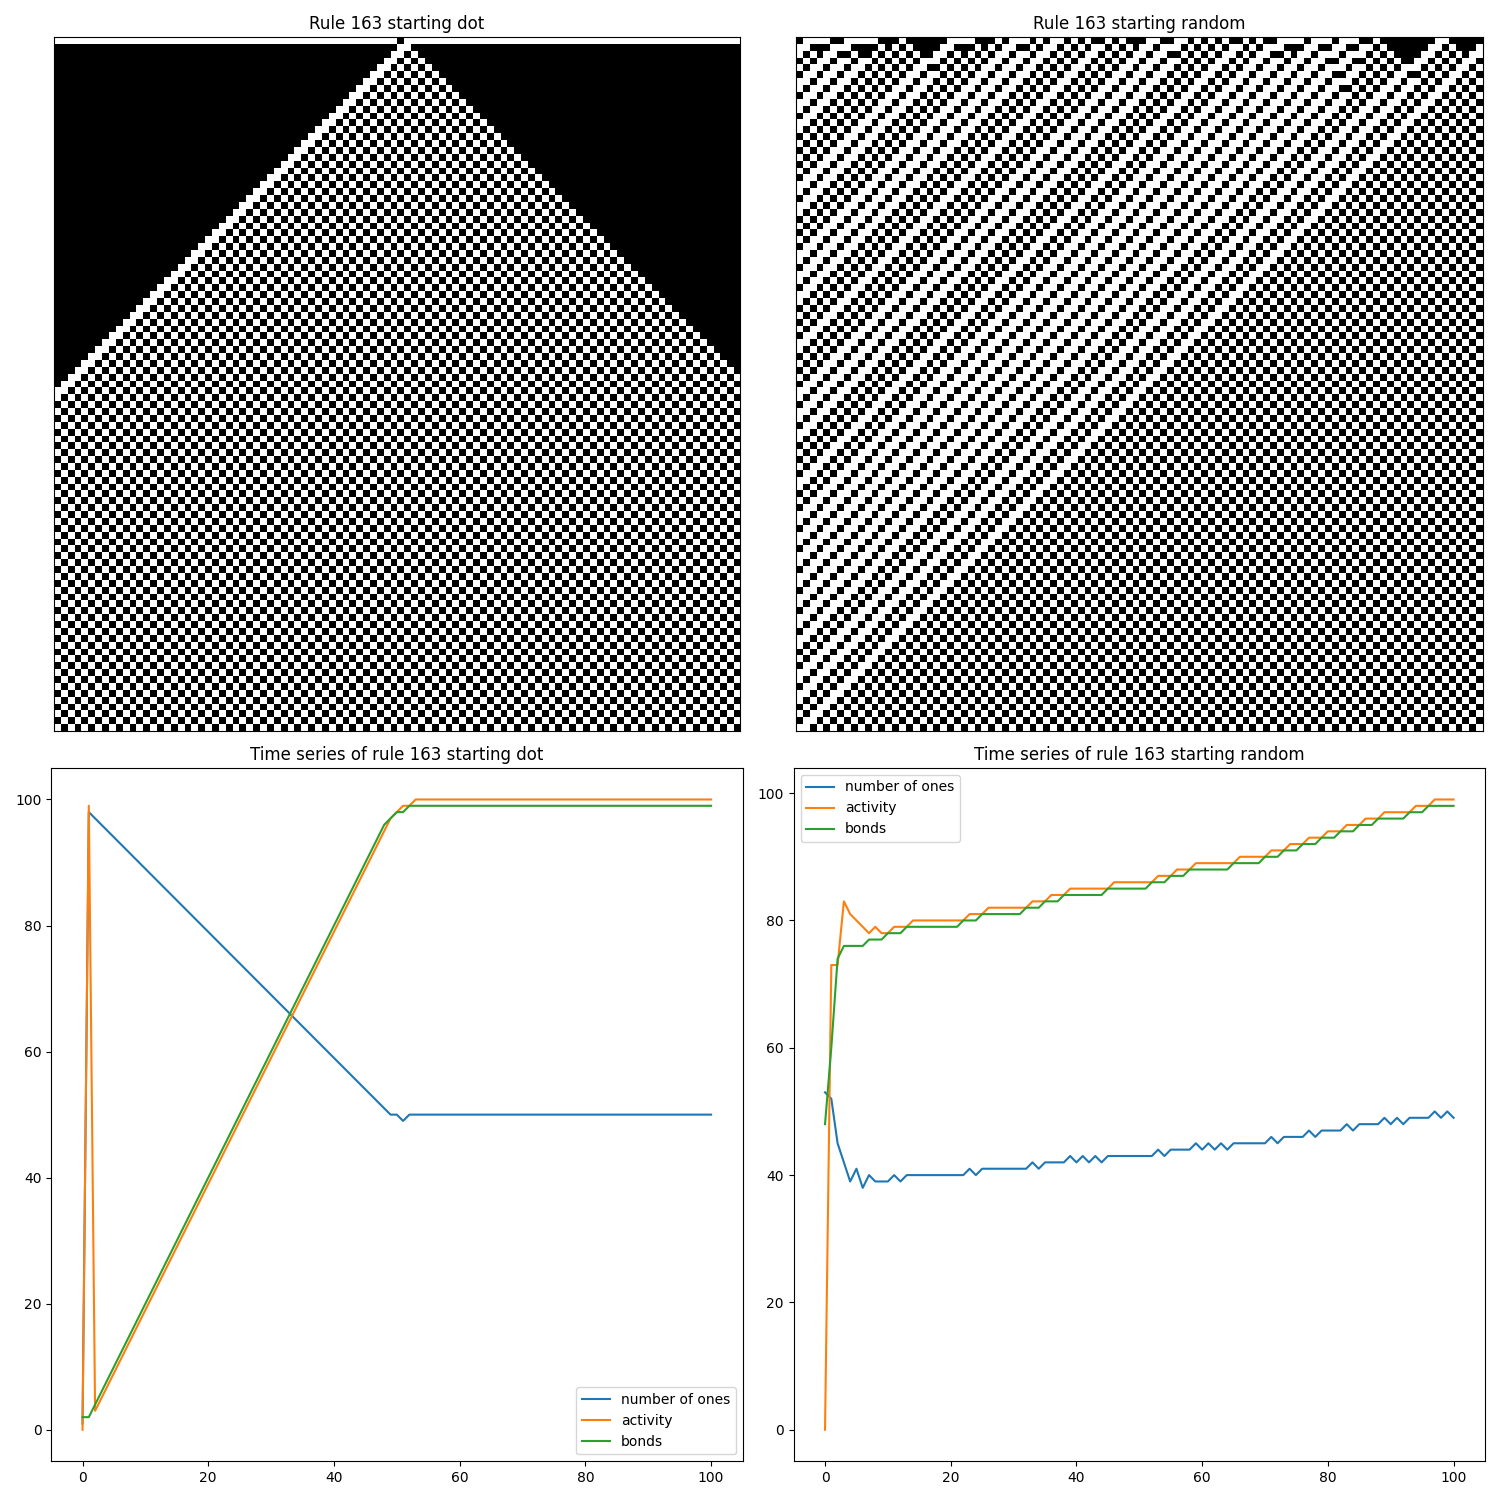 Rule 163 starting dot
Rule 163 starting random
Time series of rule 163 starting dot
100
80
60
40
20
0
0 20 40 60 80 100
number of ones
activity
bonds
Time series of rule 163 starting random
number of ones
activity
bonds
100
80
60
40
20
0
0 20 40 60 80 100